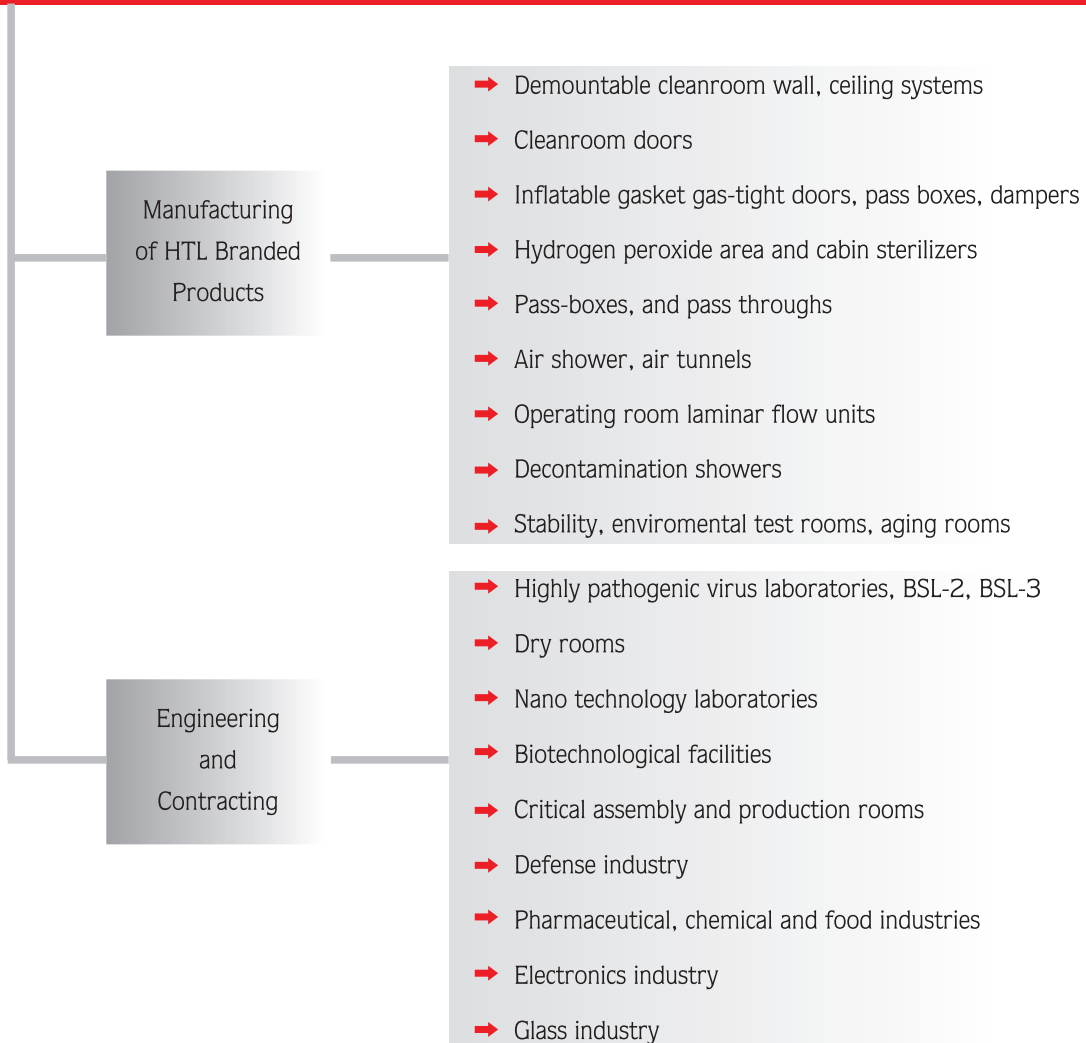 Manufacturing
of HTL Branded
Products
Demountable cleanroom wall, ceiling systems
Cleanroom doors
Inflatable gasket gas-tight doors, pass boxes, dampers
Hydrogen peroxide area and cabin sterilizers
Pass-boxes, and pass throughs
Air shower, air tunnels
Operating room laminar flow units
Decontamination showers
Stability, enviromental test rooms, aging rooms
Engineering
and
Contracting
Highly pathogenic virus laboratories, BSL-2, BSL-3
Dry rooms
Nano technology laboratories
Biotechnological facilities
Critical assembly and production rooms
Defense industry
Pharmaceutical, chemical and food industries
Electronics industry
Glass industry